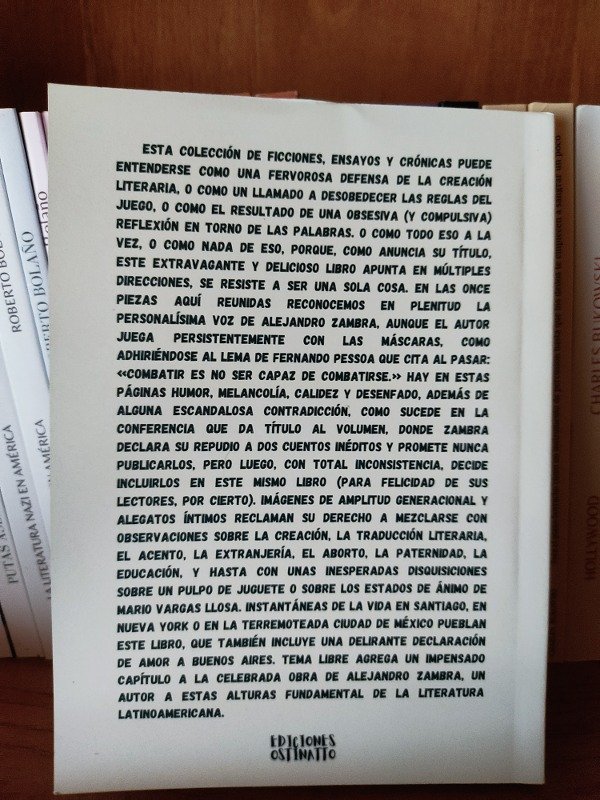 ESTA COLECCIÓN DE FICCIONES, ENSAYOS Y CRÓNICAS PUEDE
ENTENDERSE COMO UNA FERVOROSA DEFENSA DE LA CREACIÓN
LITERARIA, O COMO UN LLAMADO A DESOBEDECER LAS REGLAS DEL
JUEGO, O COMO EL RESULTADO DE UNA OBSESIVA (Y COMPULSIVA)
REFLEXIÓN EN TORNO DE LAS PALABRAS. O COMO TODO ESO A LA
VEZ, O COMO NADA DE ESO, PORQUE, COMO ANUNCIA SU TÍTULO,
ESTE EXTRAVAGANTE Y DELICIOSO LIBRO APUNTA EN MÚLTIPLES
DIRECCIONES, SE RESISTE A SER UNA SOLA COSA. EN LAS ONCE
PIEZAS AQUÍ REUNIDAS RECONOCEMOS EN PLENITUD LA
PERSONALÍSIMA VOZ DE ALEJANDRO ZAMBRA, AUNQUE EL AUTOR
JUEGA PERSISTENTEMENTE CON LAS MÁSCARAS, COMO
ADHIRIÉNDOSE AL LEMA DE FERNANDO PESSOA QUE CITA AL PASAR:
«COMBATIR ES NO SER CAPAZ DE COMBATIRSE.» HAY EN ESTAS
PÁGINAS HUMOR, MELANCOLÍA, CALIDEZ Y DESENFADO, ADEMÁS DE
ALGUNA ESCANDALOSA CONTRADICCIÓN, COMO SUCEDE EN LA
CONFERENCIA QUE DA TÍTULO AL VOLUMEN, DONDE ZAMBRA
DECLARA SU REPUDIO A DOS CUENTOS INÉDITOS Y PROMETE NUNCA
PUBLICARLOS, PERO LUEGO, CON TOTAL INCONSISTENCIA, DECIDE
INCLUIRLOS EN ESTE MISMO LIBRO (PARA FELICIDAD DE SUS
LECTORES, POR CIERTO). IMÁGENES DE AMPLITUD GENERACIONAL Y
ALEGATOS ÍNTIMOS RECLAMAN SU DERECHO A MEZCLARSE CON
OBSERVACIONES SOBRE LA CREACIÓN, LA TRADUCCIÓN LITERARIA,
EL ACENTO, LA EXTRANJERÍA, EL ABORTO, LA PATERNIDAD, LA
EDUCACIÓN, Y HASTA CON UNAS INESPERADAS DISQUISICIONES
SOBRE UN PULPO DE JUGUETE O SOBRE LOS ESTADOS DE ÁNIMO DE
MARIO VARGAS LLOSA. INSTANTÁNEAS DE LA VIDA EN SANTIAGO, EN
NUEVA YORK O EN LA TERREMOTEADA CIUDAD DE MÉXICO PUEBLAN
ESTE LIBRO, QUE TAMBIÉN INCLUYE UNA DELIRANTE DECLARACIÓN
DE AMOR A BUENOS AIRES. TEMA LIBRE AGREGA UN IMPENSADO
CAPÍTULO A LA CELEBRADA OBRA DE ALEJANDRO ZAMBRA, UN
AUTOR A ESTAS ALTURAS FUNDAMENTAL DE LA LITERATURA
LATINOAMERICANA.
EDICIONES
OSTINATTO
ROBERTO
PUTAS
BOLAÑO
LA LITERATURA NAZI EN AMÉRICA
AMÉRICA
CHARLES BUKOWSKI
HOLLYWOOD